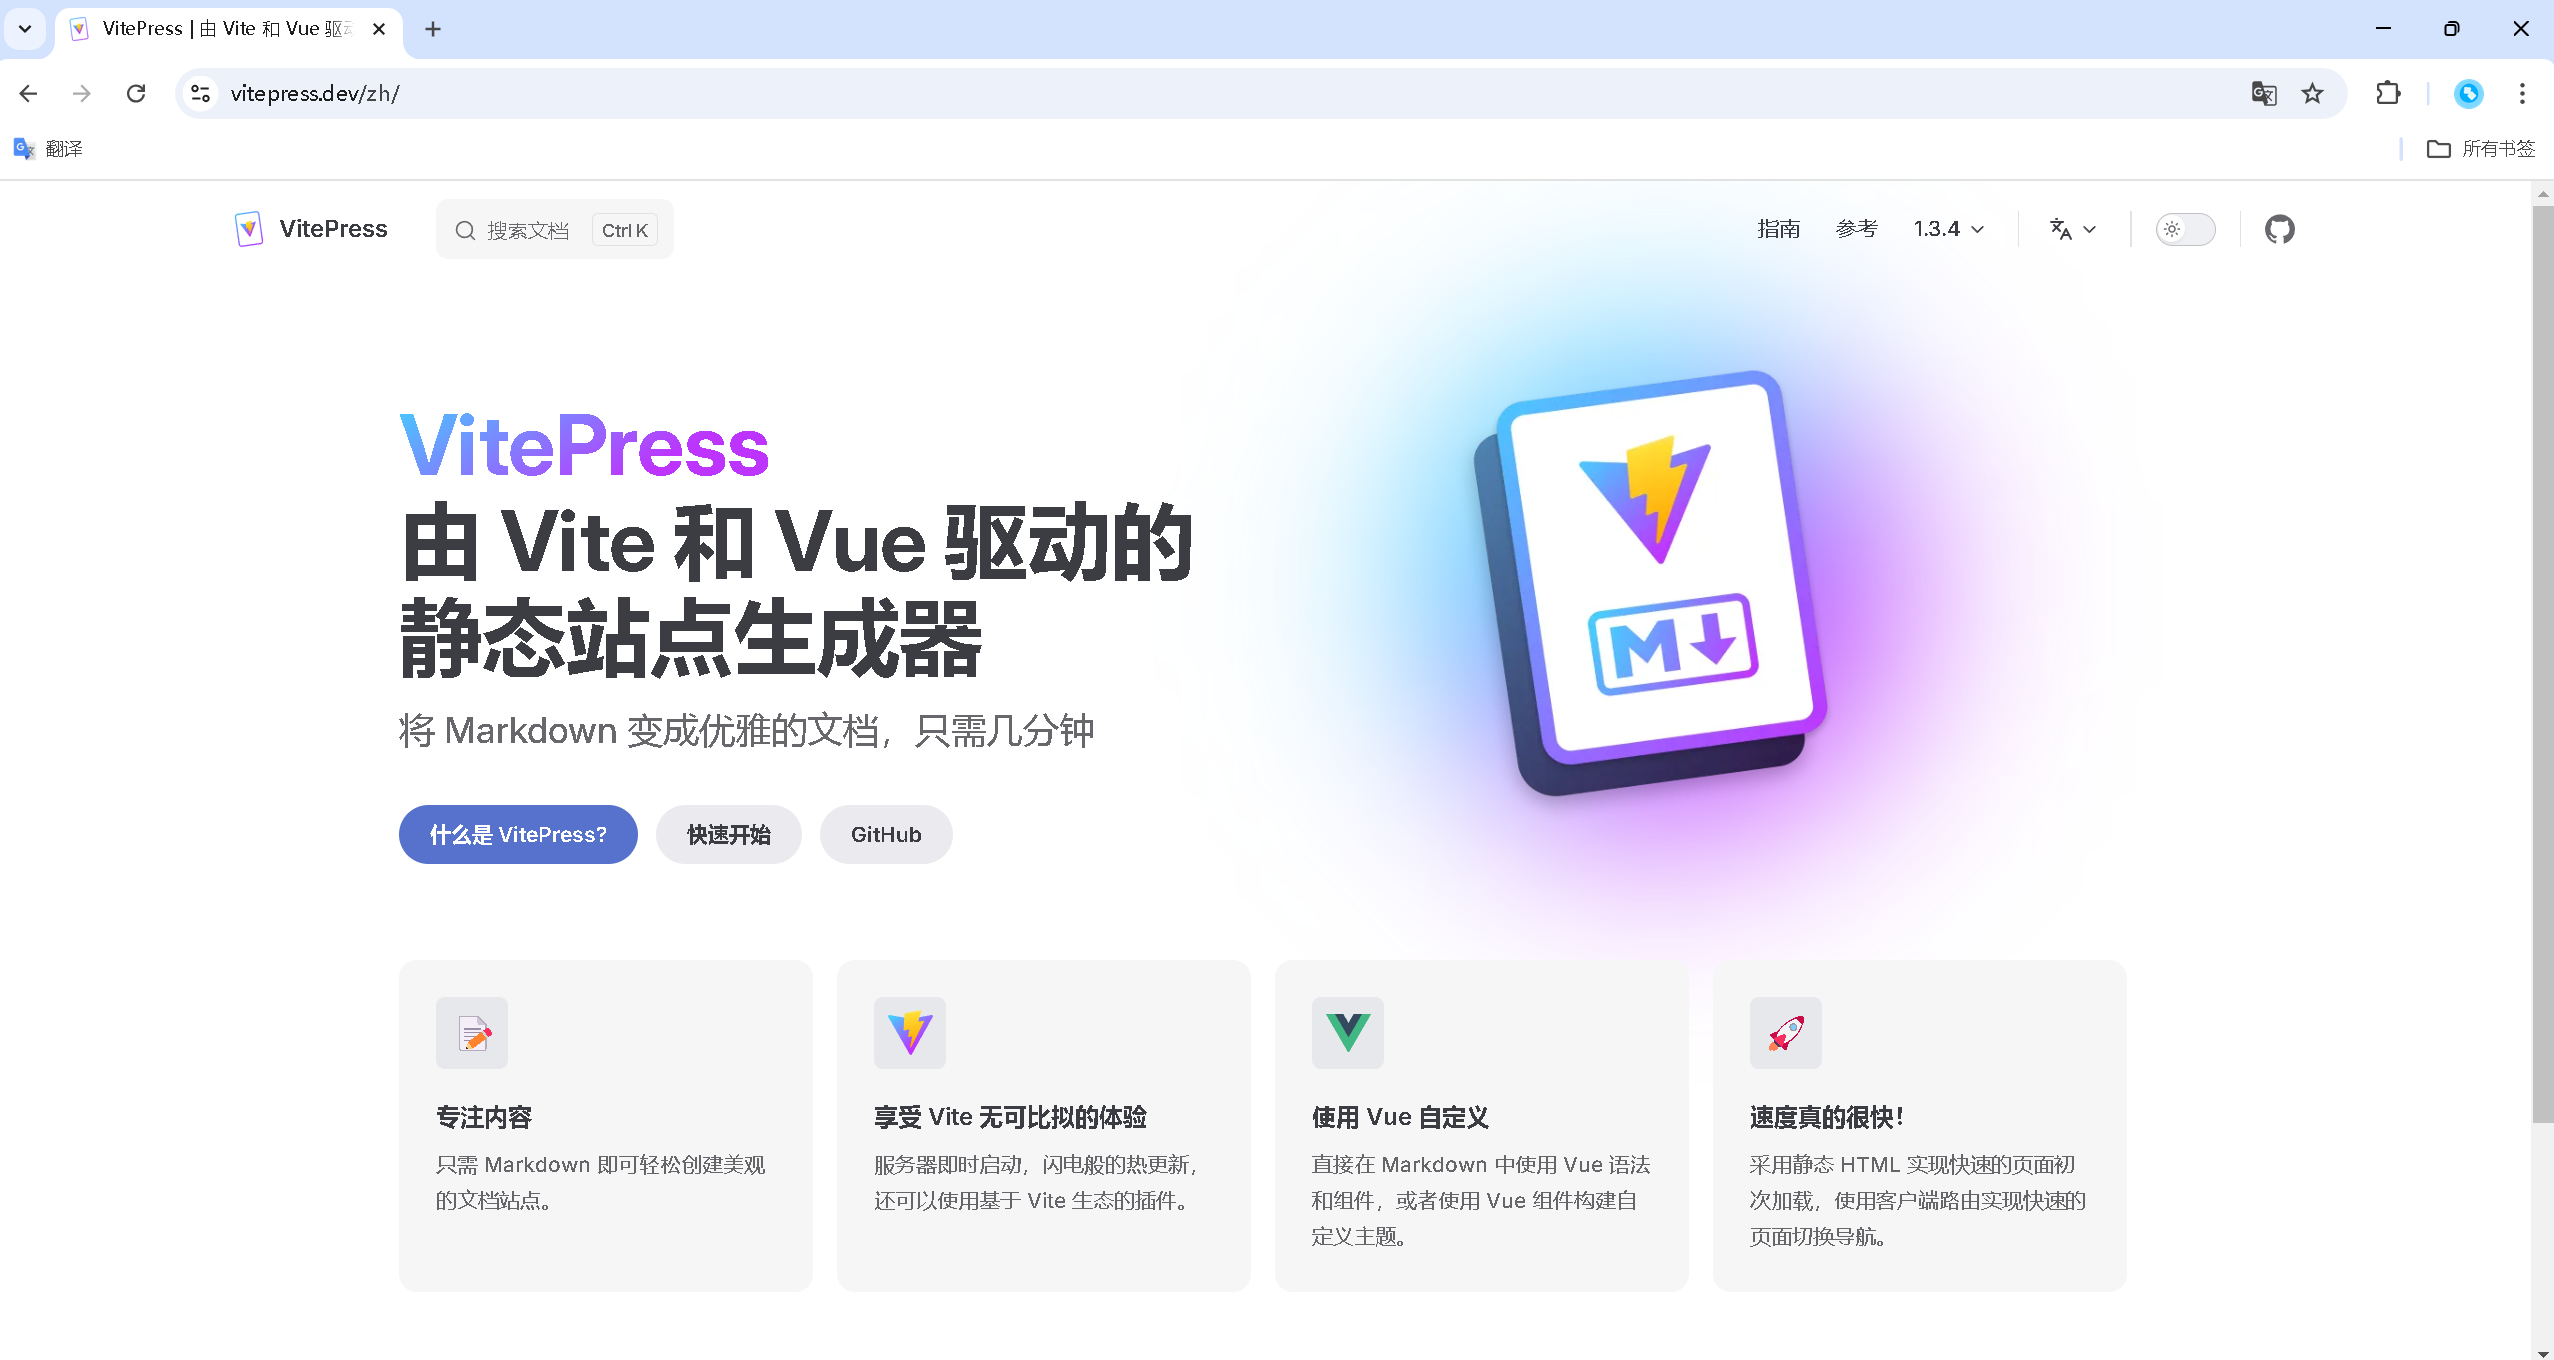 VitePress | 由 Vite 和 Vue 驱动
vitepress.dev/zh/
翻译
所有书签
VitePress
搜索文档
Ctrl K
指南
参考
1.3.4
VitePress
由 Vite 和 Vue 驱动的
静态站点生成器
将 Markdown 变成优雅的文档，只需几分钟
什么是 VitePress?
快速开始
GitHub
专注内容
只需 Markdown 即可轻松创建美观
的文档站点。
享受 Vite 无可比拟的体验
服务器即时启动，闪电般的热更新，
还可以使用基于 Vite 生态的插件。
使用 Vue 自定义
直接在 Markdown 中使用 Vue 语法
和组件，或者使用 Vue 组件构建自
定义主题。
速度真的很快！
采用静态 HTML 实现快速的页面初
次加载，使用客户端路由实现快速的
页面切换导航。